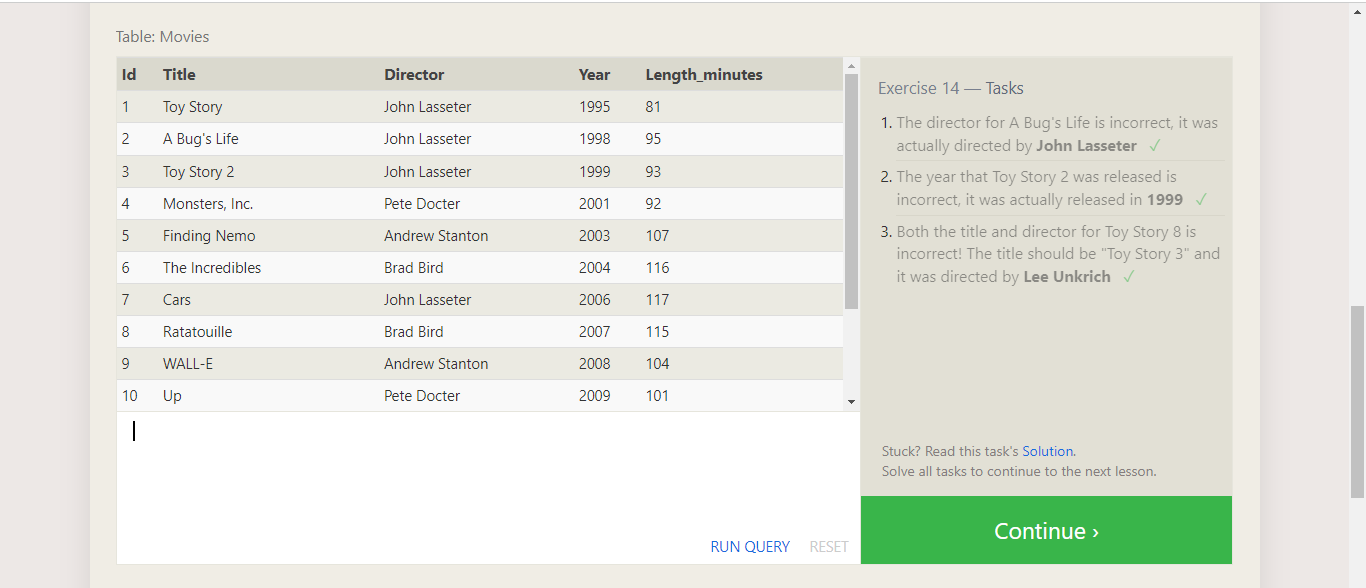 Table: Movies
Id Title Director Year Length_minutes
1 Toy Story John Lasseter 1995 81
2 A Bug's Life John Lasseter 1998 95
3 Toy Story 2 John Lasseter 1999 93
4 Monsters, Inc. Pete Docter 2001 92
5 Finding Nemo Andrew Stanton 2003 107
6 The Incredibles Brad Bird 2004 116
7 Cars John Lasseter 2006 117
8 Ratatouille Brad Bird 2007 115
9 WALL-E Andrew Stanton 2008 104
10 Up Pete Docter 2009 101
RUN QUERY RESET
Exercise 14 — Tasks
1. The director for A Bug's Life is incorrect, it was
actually directed by John Lasseter ✓
2. The year that Toy Story 2 was released is
incorrect, it was actually released in 1999 ✓
3. Both the title and director for Toy Story 8 is
incorrect! The title should be "Toy Story 3" and
it was directed by Lee Unkrich ✓
Stuck? Read this task's Solution.
Solve all tasks to continue to the next lesson.
Continue ›